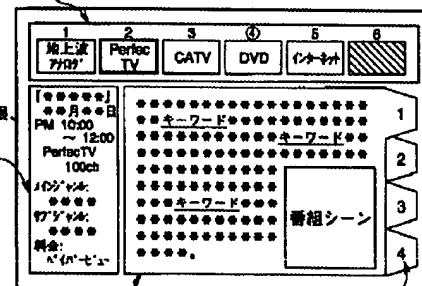 1 2 3 ④ 5 6
地上波
アナログ
Perfec
TV
CATV
DVD
インターネット
「●●●●●」
●●月●●日
PM 10:00
～ 12:00
PerfecTV
100ch
メインジャンル:
●●●●
サブジャンル:
●●●●
料金:
ペイパービュー
●●●●●●●●●●●●●●●●●
●●キーワード●●●●●●●●●●
●●●●●●●●●●キーワード●●
●●●●●●●●●●●●●●●●●
●●●●●●●●●●
●●●●●●●●●●
●●●●●●●●●●
●●●キーワード●●●
●●●●●●●●●●
●●●●●●●●●●
●●●●。
番組シーン
1
2
3
4